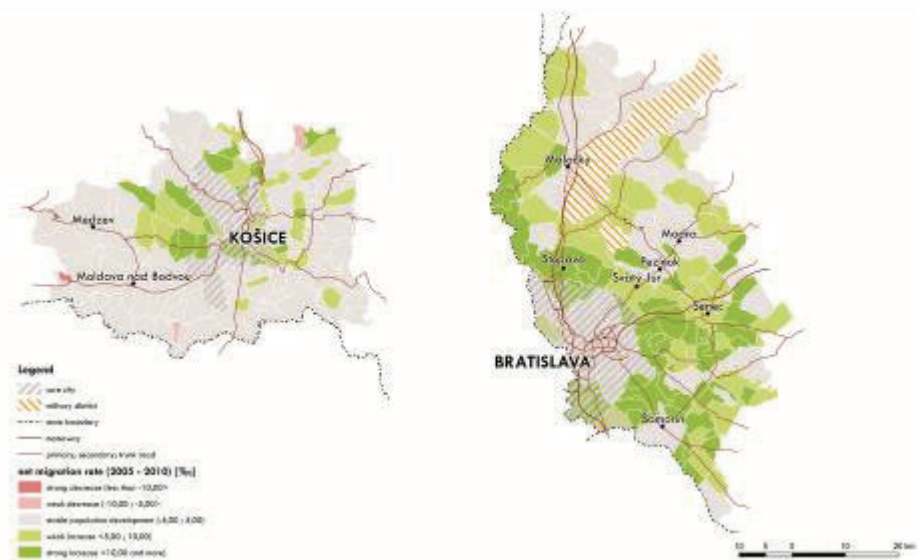 Malacky
Medzev
KOŠICE
Moldava nad Bodvou
Modra
Stupava
Pezinok
Svätý Jur
Senec
BRATISLAVA
Šamorín
Legend
core city
military district
state boundary
motorway
primary, secondary, trunk road
net migration rate (2005 - 2010) [‰]
strong decrease (less than -10,00>
weak decrease (-10,00 ; -5,00>
stable population development (-5,00 ; 5,00)
weak increase <5,00 ; 10,00)
strong increase <10,00 and more)
10 5 0 10 20 km